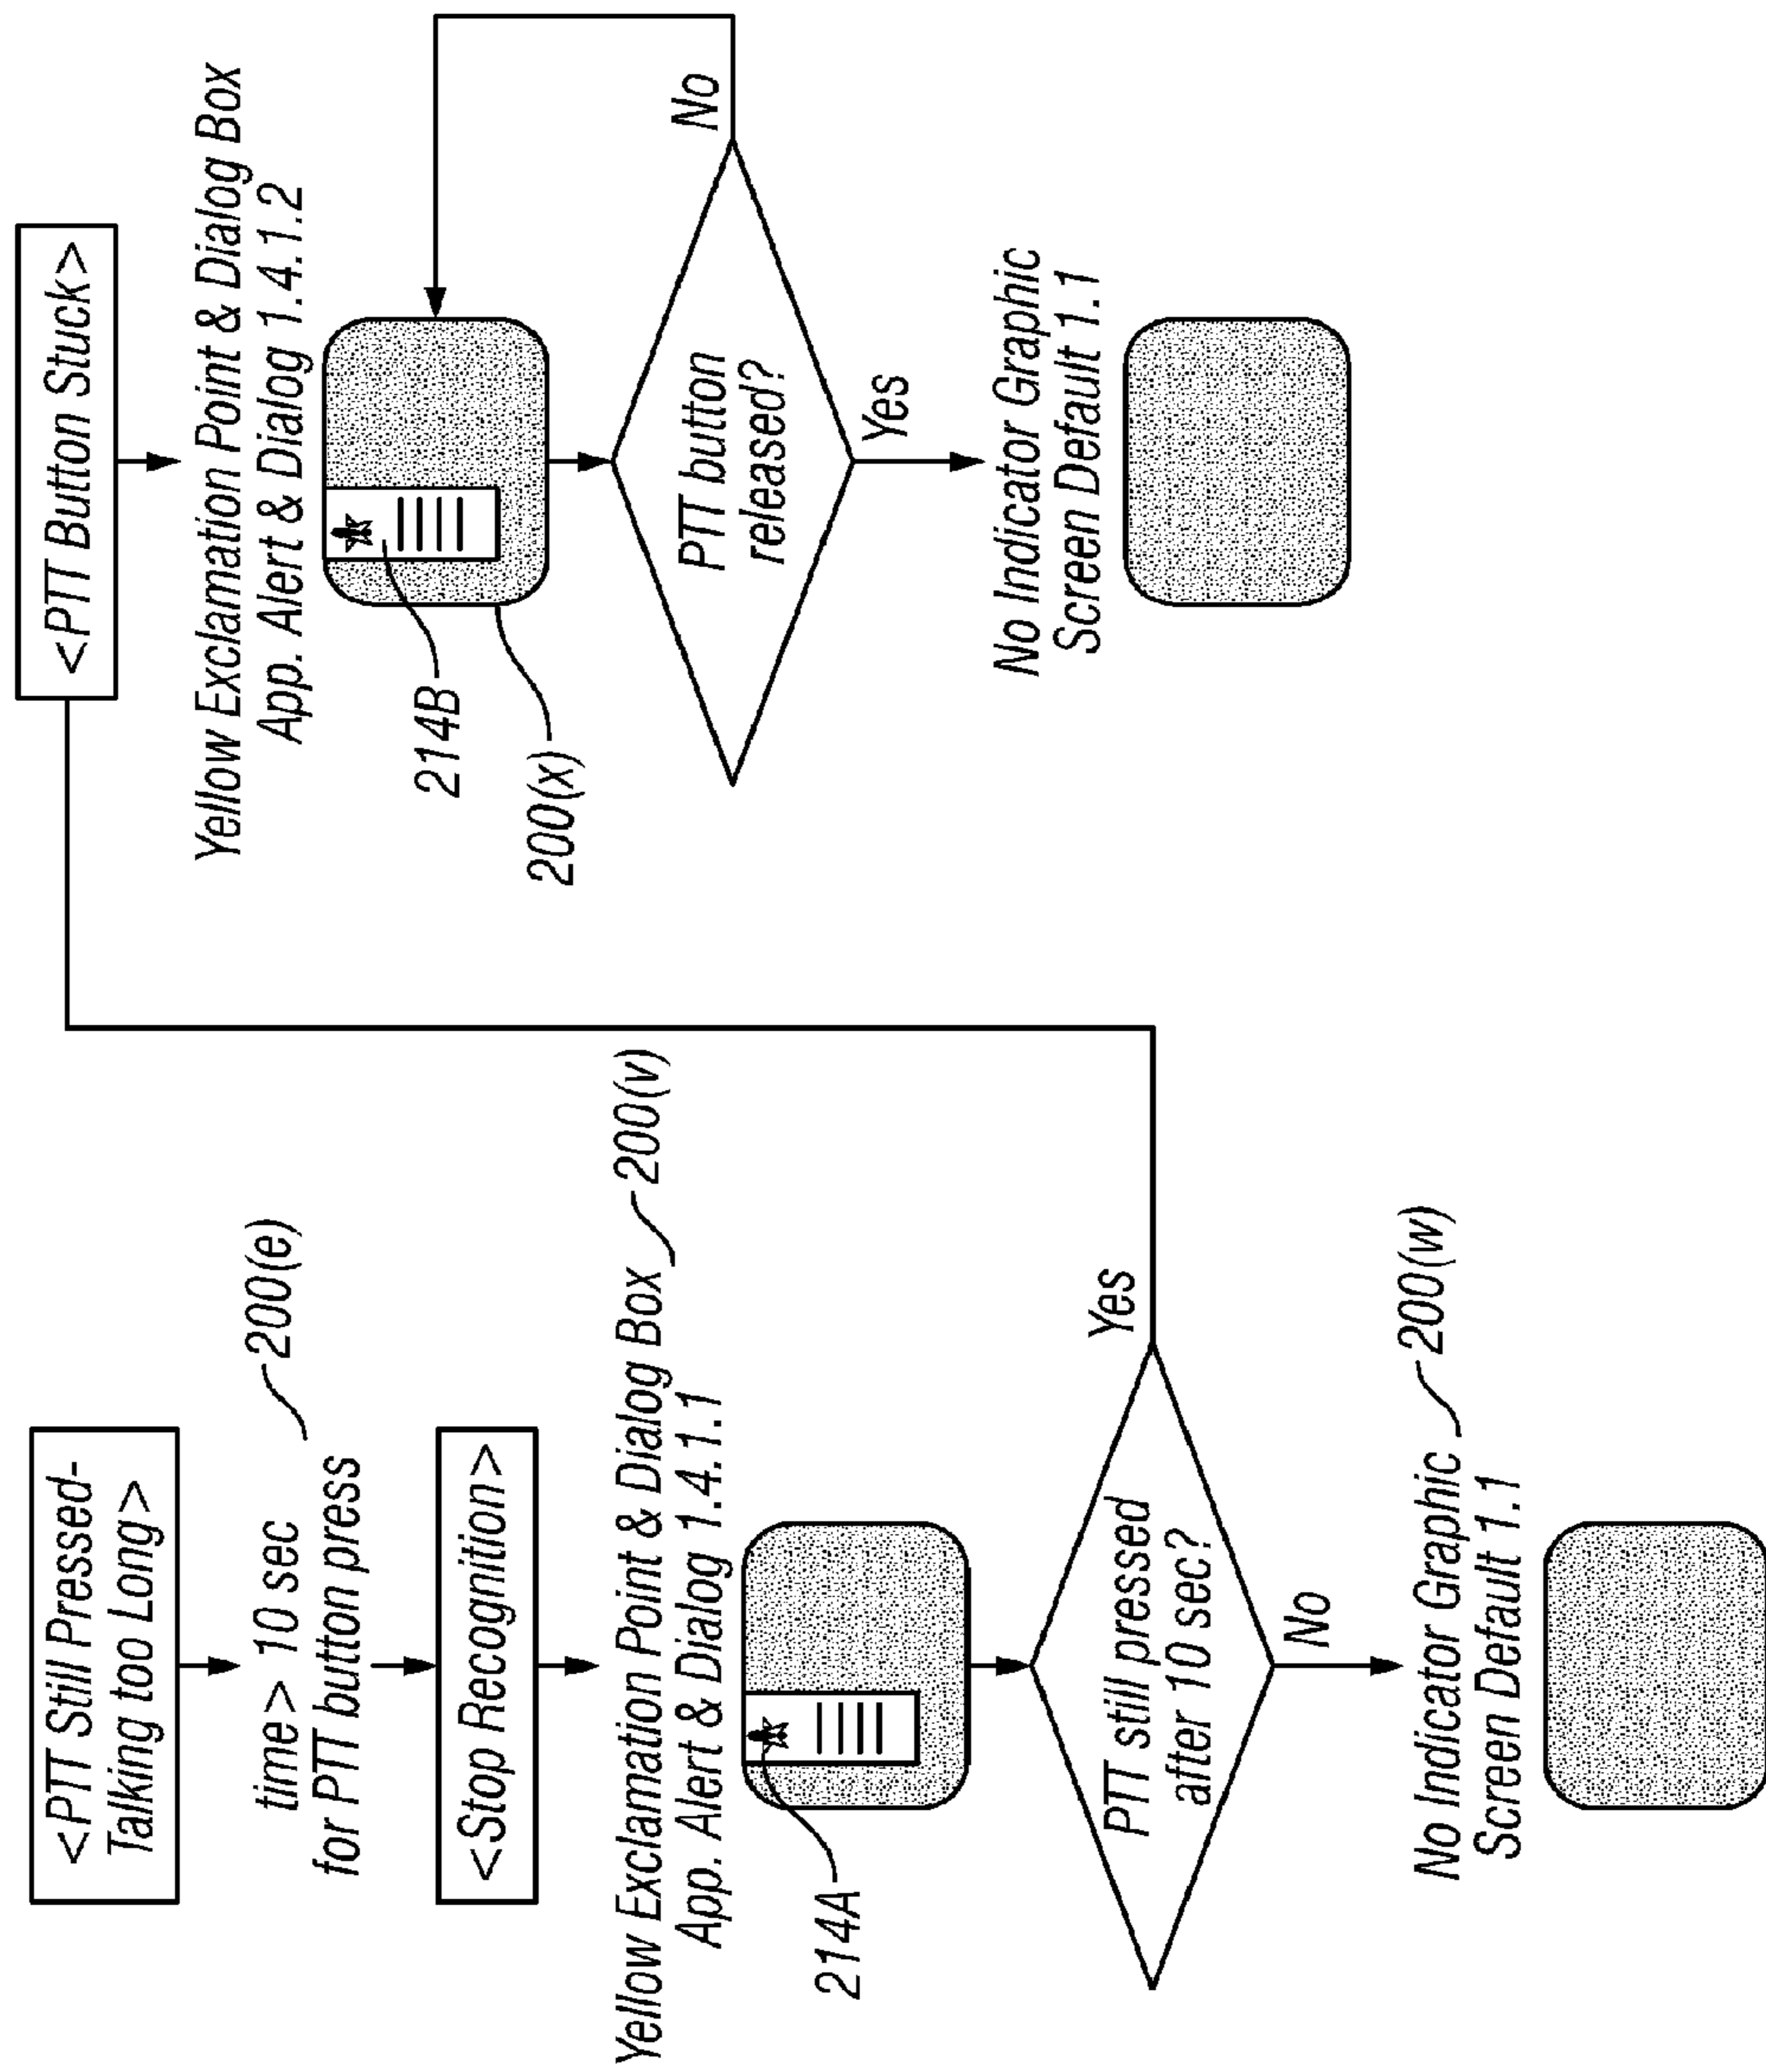 <PTT Still Pressed-
Talking too Long>
time> 10 sec
for PTT button press
200(e)
<Stop Recognition>
Yellow Exclamation Point & Dialog Box
App. Alert & Dialog 1.4.1.1
200(v)
214A
PTT still pressed
after 10 sec?
Yes
No
No Indicator Graphic
Screen Default 1.1
200(w)
<PTT Button Stuck>
Yellow Exclamation Point & Dialog Box
App. Alert & Dialog 1.4.1.2
214B
200(x)
PTT button
released?
No
Yes
No Indicator Graphic
Screen Default 1.1